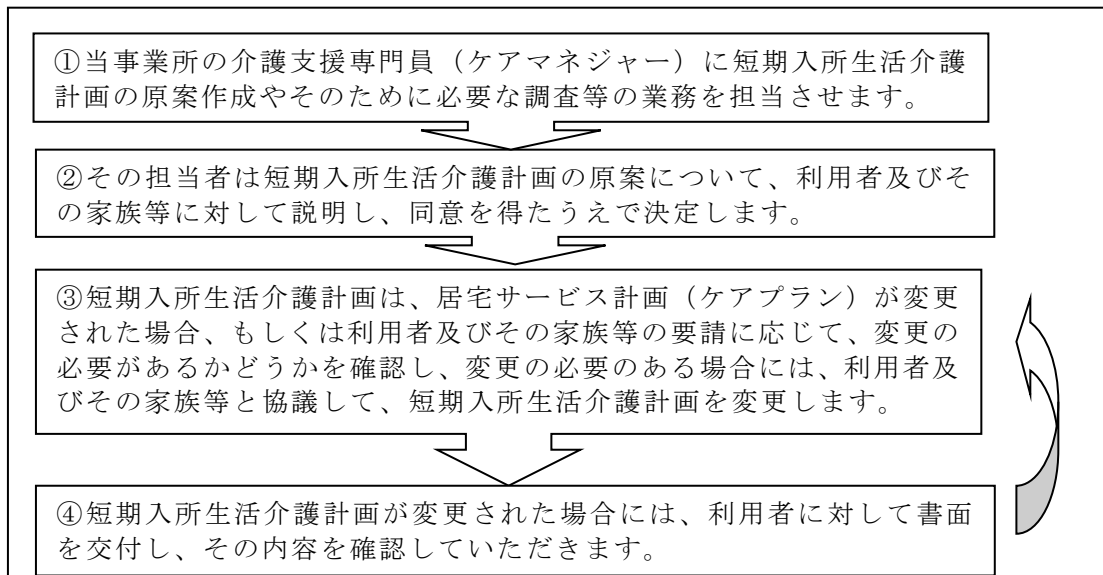 ①当事業所の介護支援専門員（ケアマネジャー）に短期入所生活介護
計画の原案作成やそのために必要な調査等の業務を担当させます。
②その担当者は短期入所生活介護計画の原案について、利用者及びそ
の家族等に対して説明し、同意を得たうえで決定します。
③短期入所生活介護計画は、居宅サービス計画（ケアプラン）が変更
された場合、もしくは利用者及びその家族等の要請に応じて、変更の
必要があるかどうかを確認し、変更の必要のある場合には、利用者及
びその家族等と協議して、短期入所生活介護計画を変更します。
④短期入所生活介護計画が変更された場合には、利用者に対して書面
を交付し、その内容を確認していただきます。